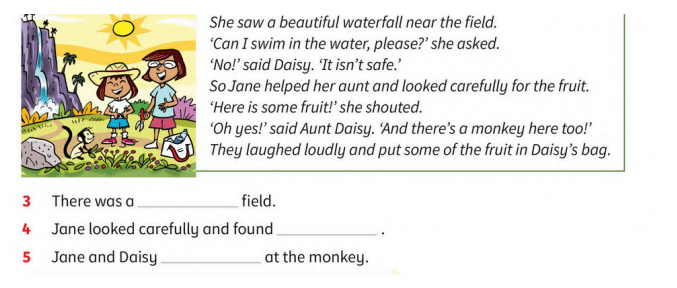 She saw a beautiful waterfall near the field.
‘Can I swim in the water, please?’ she asked.
‘No!’ said Daisy. ‘It isn’t safe.’
So Jane helped her aunt and looked carefully for the fruit.
‘Here is some fruit!’ she shouted.
‘Oh yes!’ said Aunt Daisy. ‘And there’s a monkey here too!’
They laughed loudly and put some of the fruit in Daisy’s bag.
3 There was a ____________ field.
4 Jane looked carefully and found ____________ .
5 Jane and Daisy ____________ at the monkey.